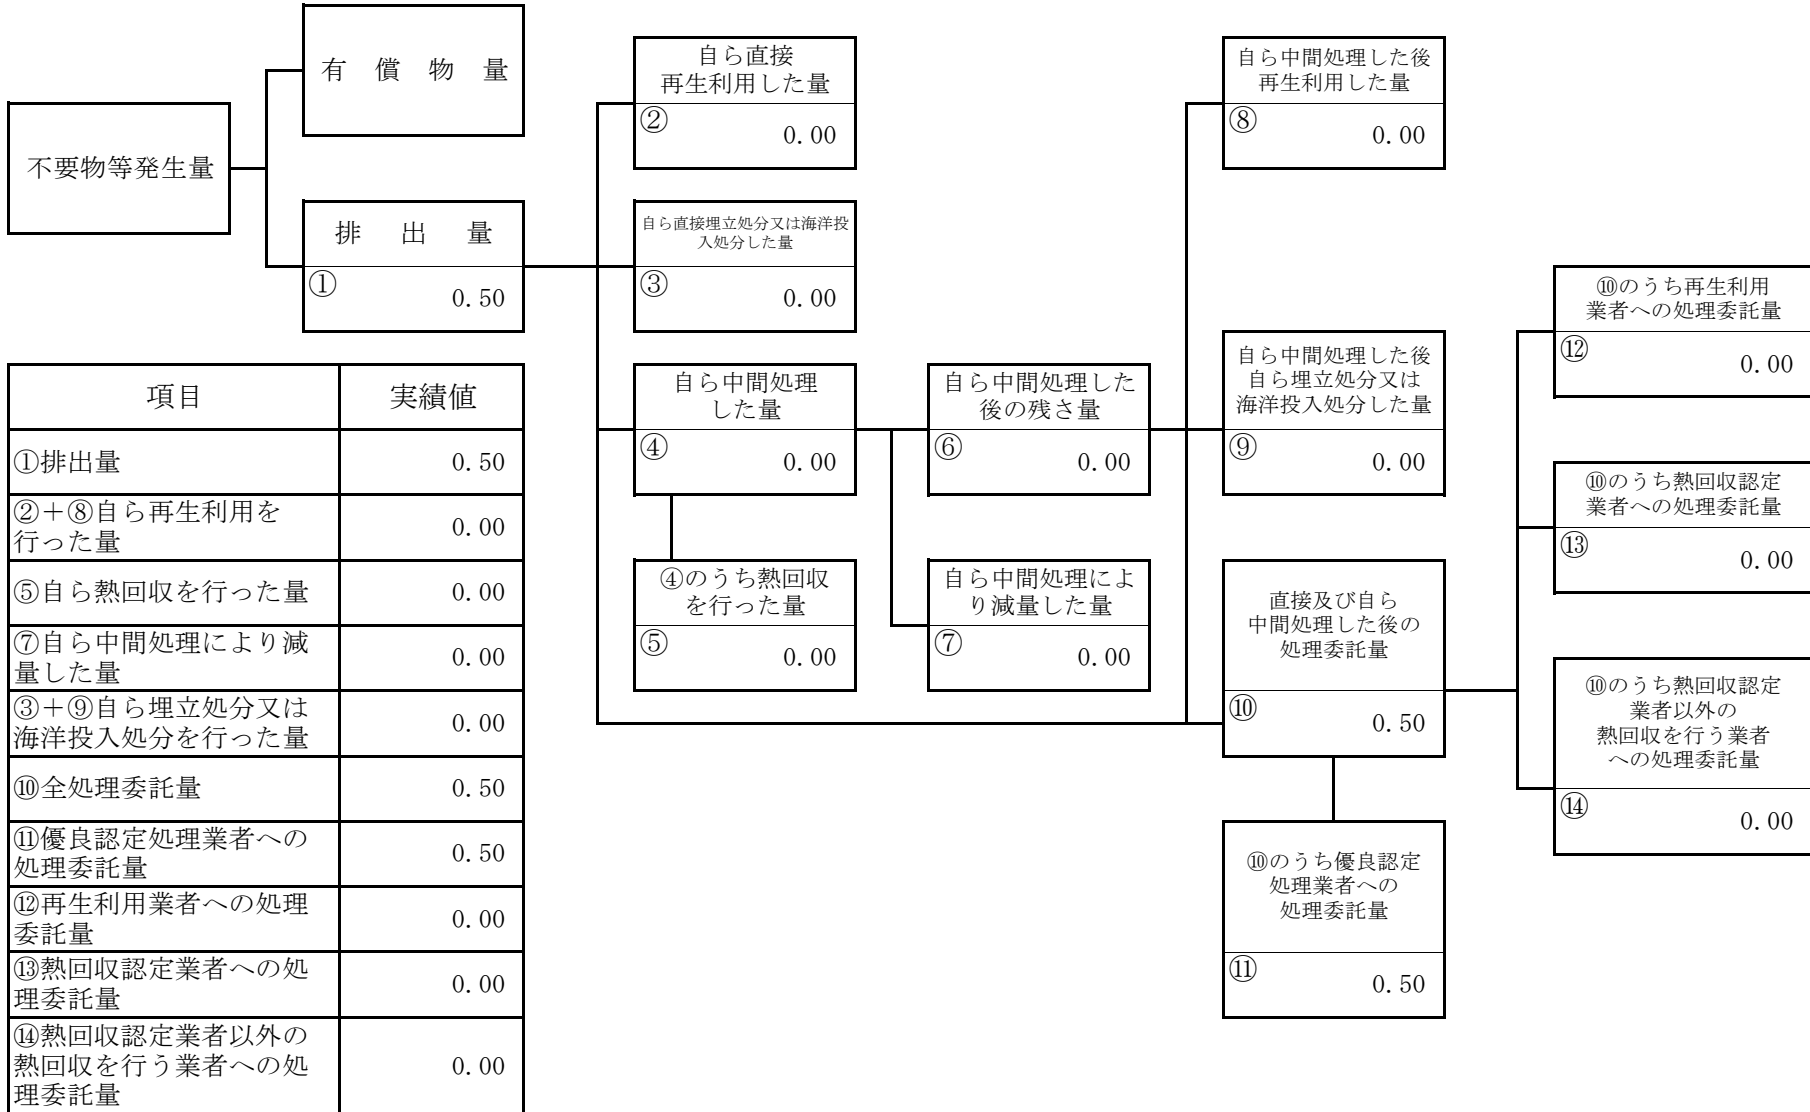 有償物量
不要物等発生量
排出量
①
0.50
自ら直接
再生利用した量
②
0.00
自ら直接埋立処分又は海洋投
入処分した量
③
0.00
自ら中間処理
した量
④
0.00
④のうち熱回収
を行った量
⑤
0.00
自ら中間処理した
後の残さ量
⑥
0.00
自ら中間処理によ
り減量した量
⑦
0.00
自ら中間処理した後
再生利用した量
⑧
0.00
自ら中間処理した後
自ら埋立処分又は
海洋投入処分した量
⑨
0.00
直接及び自ら
中間処理した後の
処理委託量
⑩
0.50
⑩のうち優良認定
処理業者への
処理委託量
⑪
0.50
⑩のうち再生利用
業者への処理委託量
⑫
0.00
⑩のうち熱回収認定
業者への処理委託量
⑬
0.00
⑩のうち熱回収認定
業者以外の
熱回収を行う業者
への処理委託量
⑭
0.00
項目 実績値
①排出量 0.50
②+⑧自ら再生利用を
行った量 0.00
⑤自ら熱回収を行った量 0.00
⑦自ら中間処理により減
量した量 0.00
③+⑨自ら埋立処分又は
海洋投入処分を行った量 0.00
⑩全処理委託量 0.50
⑪優良認定処理業者への
処理委託量 0.50
⑫再生利用業者への処理
委託量 0.00
⑬熱回収認定業者への処
理委託量 0.00
⑭熱回収認定業者以外の
熱回収を行う業者への処
理委託量 0.00